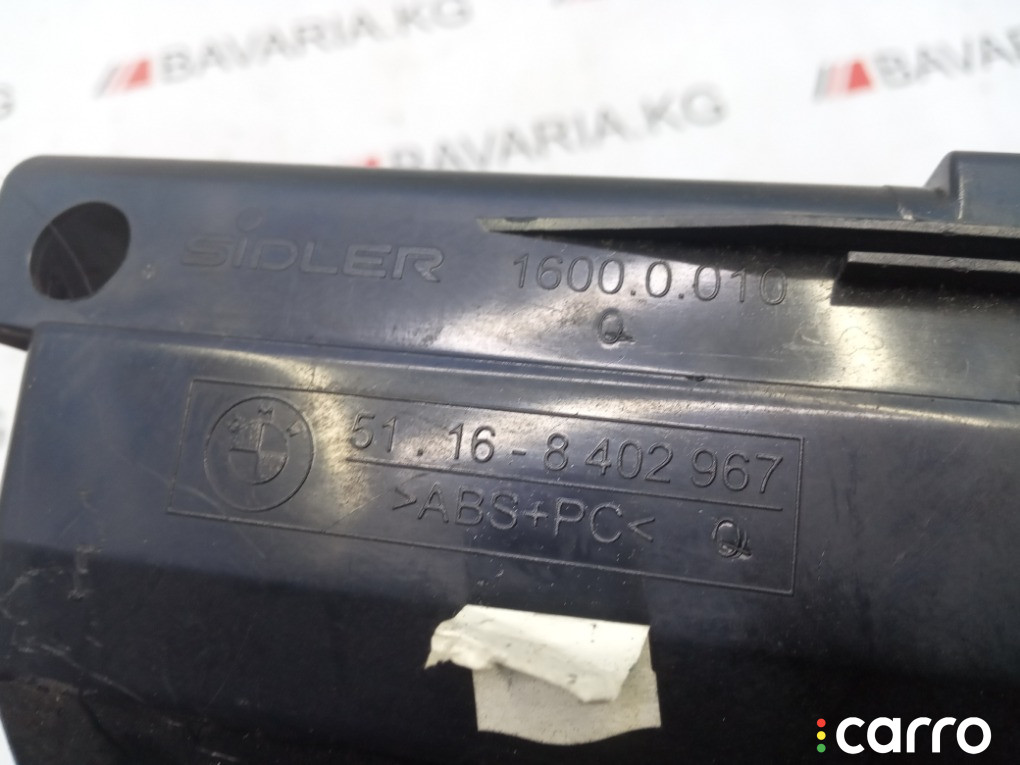 BAVARIA.KG
BAVARIA.KG
BAVARIA.KG
SiDLER 1600.0.010
51.16-8 402 967
>ABS+PC<
carro